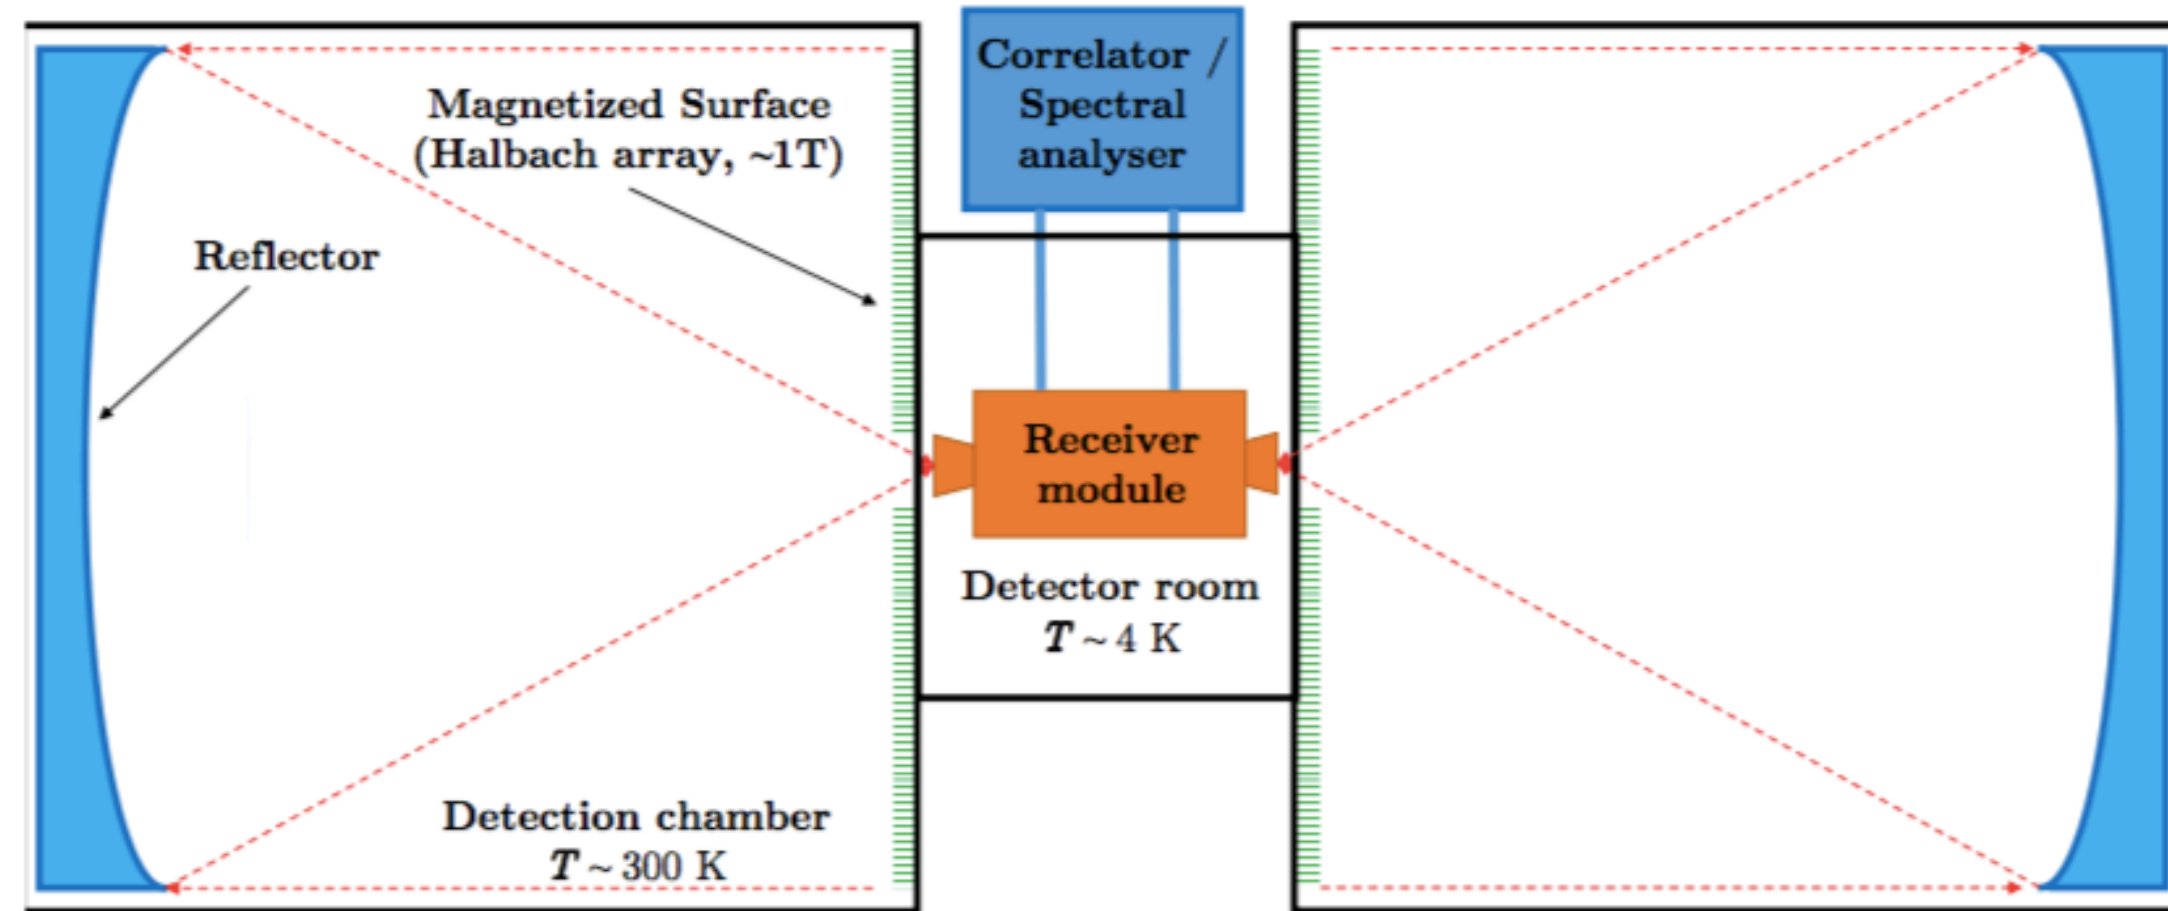 Correlator /
Spectral
analyser
Magnetized Surface
(Halbach array, ~1T)
Reflector
Receiver
module
Detector room
T ~ 4 K
Detection chamber
T ~ 300 K